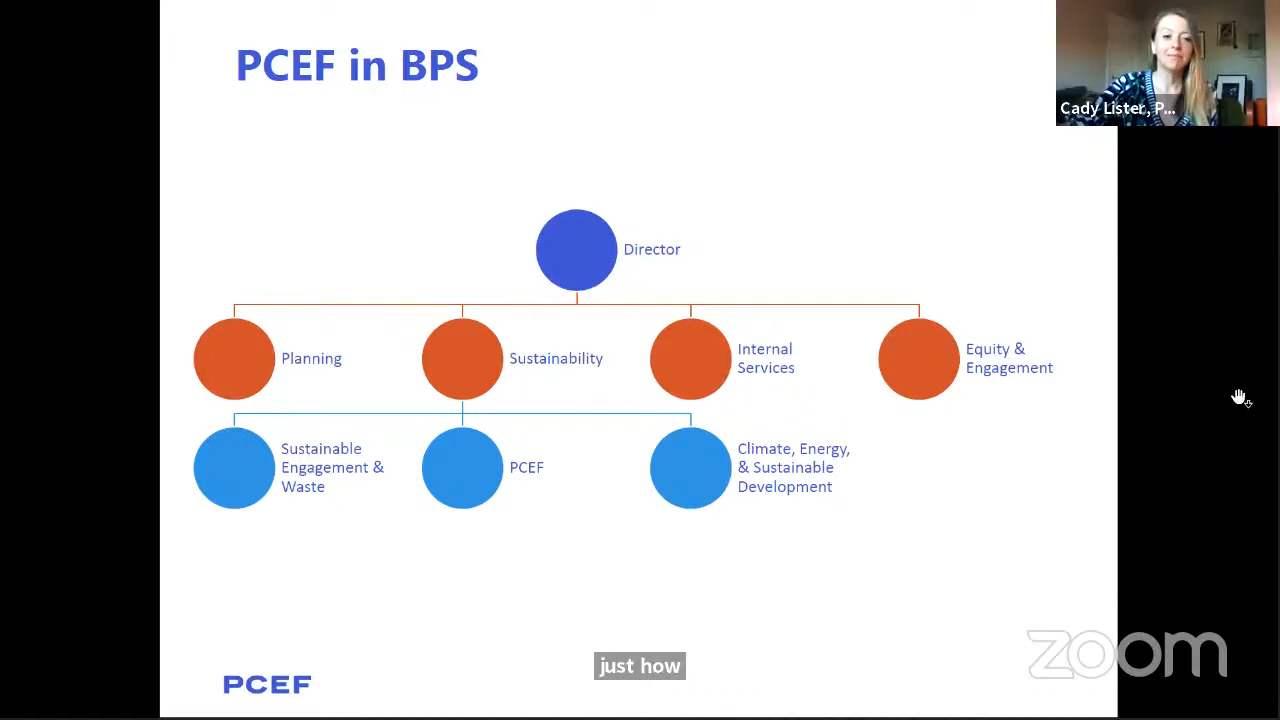 PCEF in BPS
Cady Lister, P...
Director
Planning
Sustainability
Internal
Services
Equity &
Engagement
Sustainable
Engagement &
Waste
PCEF
Climate, Energy,
& Sustainable
Development
just how
zoom
PCEF